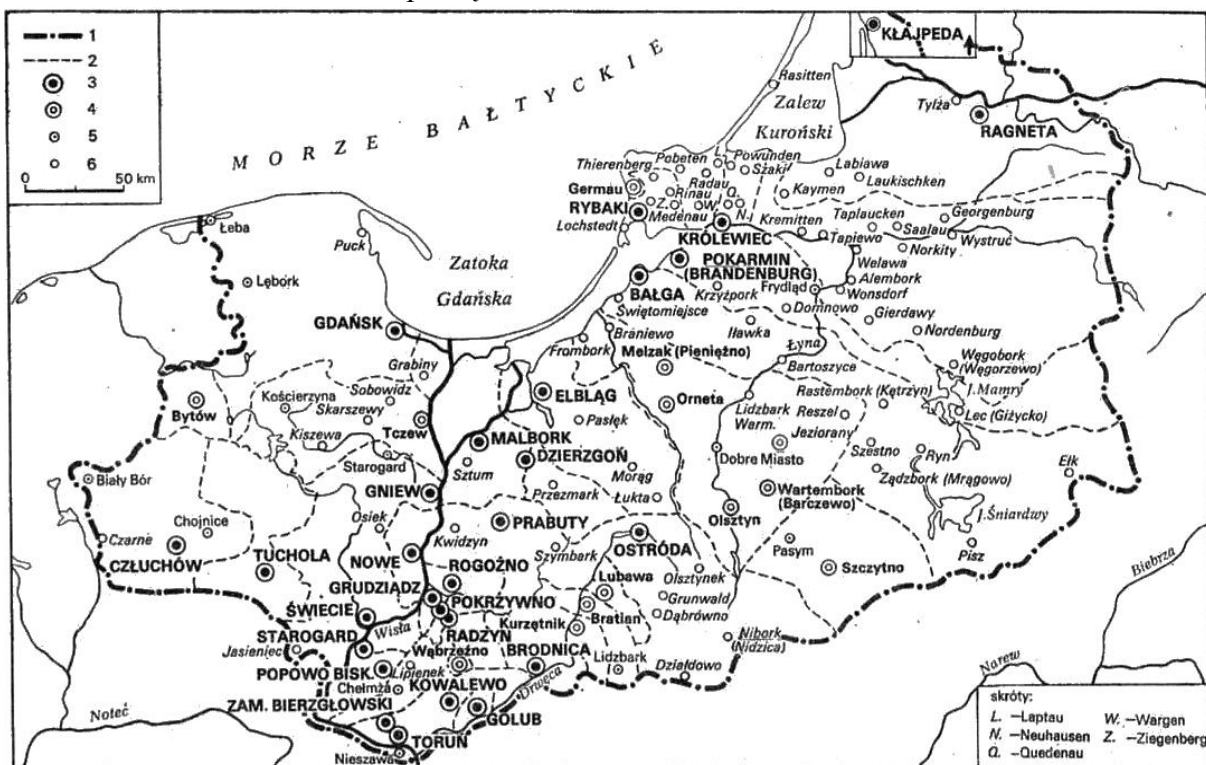 1
2
3
4
5
6
0 50 km
MORZE BAŁTYCKIE
KŁAJPEDA
Rasitten
Zalew
Kuroński
Tylża
RAGNETA
Thierenberg
Pobeten
L.
Powunden
Szaki
Labiawa
Laukischken
Germau
Radau
Rinau
Kaymen
RYBAKI
Z.
W.
Q.
N.
Medenau
Lochstedt
Kremitten
Taplaucken
Georgenburg
Saalau
KRÓLEWIEC
Tapiewo
Norkity
Wystruć
POKARMIN
(BRANDENBURG)
Welawa
Alembork
Wonsdorf
Frydląd
BAŁGA
Krzyżpork
Domnowo
Świętomiejsce
Gierdawy
Nordenburg
Łeba
Puck
Zatoka
Gdańska
Lębork
GDAŃSK
Braniewo
Iławka
Frombork
Melzak (Pieniężno)
Łyna
Bartoszyce
Węgobork
(Węgorzewo)
Grabiny
J.Mamry
Rastembork (Kętrzyn)
Bytów
Kościerzyna
Sobowidz
Skarszewy
ELBLĄG
Orneta
Lidzbark
Warm.
Reszel
Lec (Giżycko)
Tczew
Pasłęk
Jeziorany
Kiszewa
MALBORK
Starogard
DZIERZGOŃ
Dobre Miasto
Szestno
Ryn
Sztum
Morąg
Ządzbork (Mrągowo)
Ełk
Biały Bór
GNIEW
Przezmark
Łukta
Wartembork
(Barczewo)
J.Śniardwy
Chojnice
Osiek
PRABUTY
Olsztyn
Czarne
Kwidzyn
CZŁUCHÓW
TUCHOLA
NOWE
Szymbark
OSTRÓDA
Pasym
Pisz
Szczytno
Biebrza
ROGOŹNO
Lubawa
Olsztynek
GRUDZIĄDZ
POKRZYWNO
Grunwald
ŚWIECIE
Kurzętnik
Bratian
Dąbrówno
STAROGARD
Wisła
RADZYN
Jasieniec
Wąbrzeźno
BRODNICA
Nibork
(Nidzica)
POPOWO BISK.
Lipienek
Lidzbark
Działdowo
Chełmża
KOWALEWO
Drwęca
ZAM. BIERZGŁOWSKI
GOLUB
Narew
Noteć
TORUŃ
Nieszawa
skróty:
L. –Laptau W. –Wargen
N. –Neuhausen Z. –Ziegenberg
Q. –Quedenau